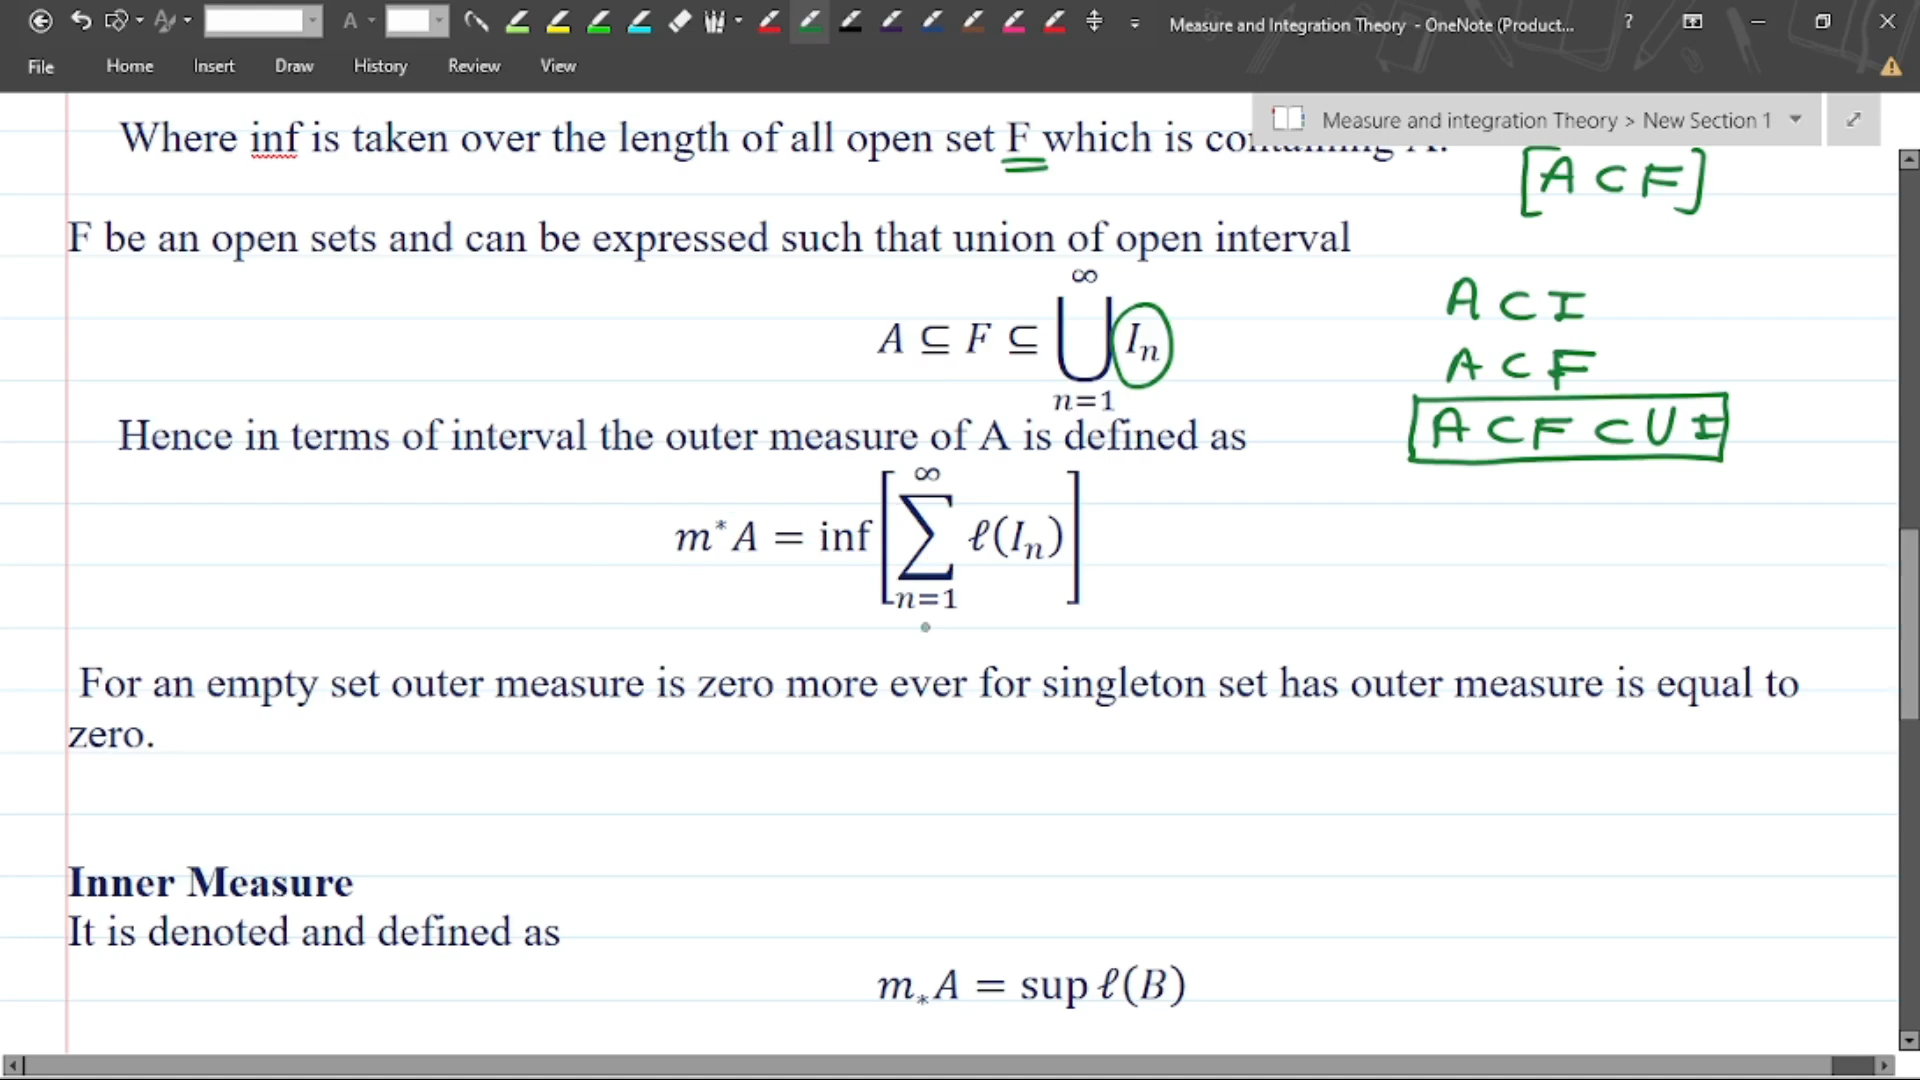 Measure and Integration Theory - OneNote (Product...
?
File Home Insert Draw History Review View
Measure and integration Theory > New Section 1
Where inf is taken over the length of all open set F which is containing A.
[A ⊂ F]
F be an open sets and can be expressed such that union of open interval
A ⊂ I
A ⊆ F ⊆ ⋃_{n=1}^{∞} I_n
A ⊂ F
A ⊂ F ⊂ ∪ I
Hence in terms of interval the outer measure of A is defined as
m*A = inf [∑_{n=1}^{∞} ℓ(I_n)]
For an empty set outer measure is zero more ever for singleton set has outer measure is equal to
zero.
Inner Measure
It is denoted and defined as
m_*A = sup ℓ(B)